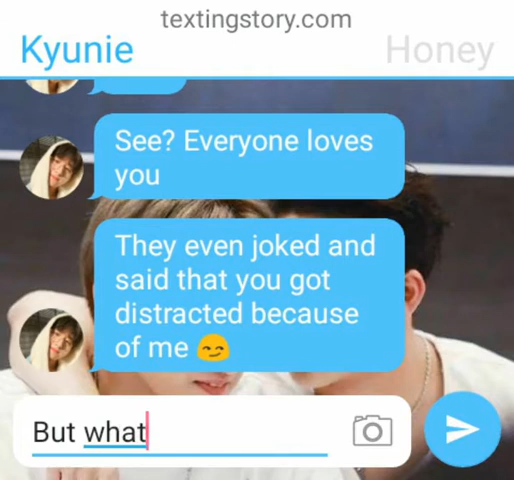 textingstory.com
Kyunie
Honey
See? Everyone loves
you
They even joked and
said that you got
distracted because
of me 😏
But what